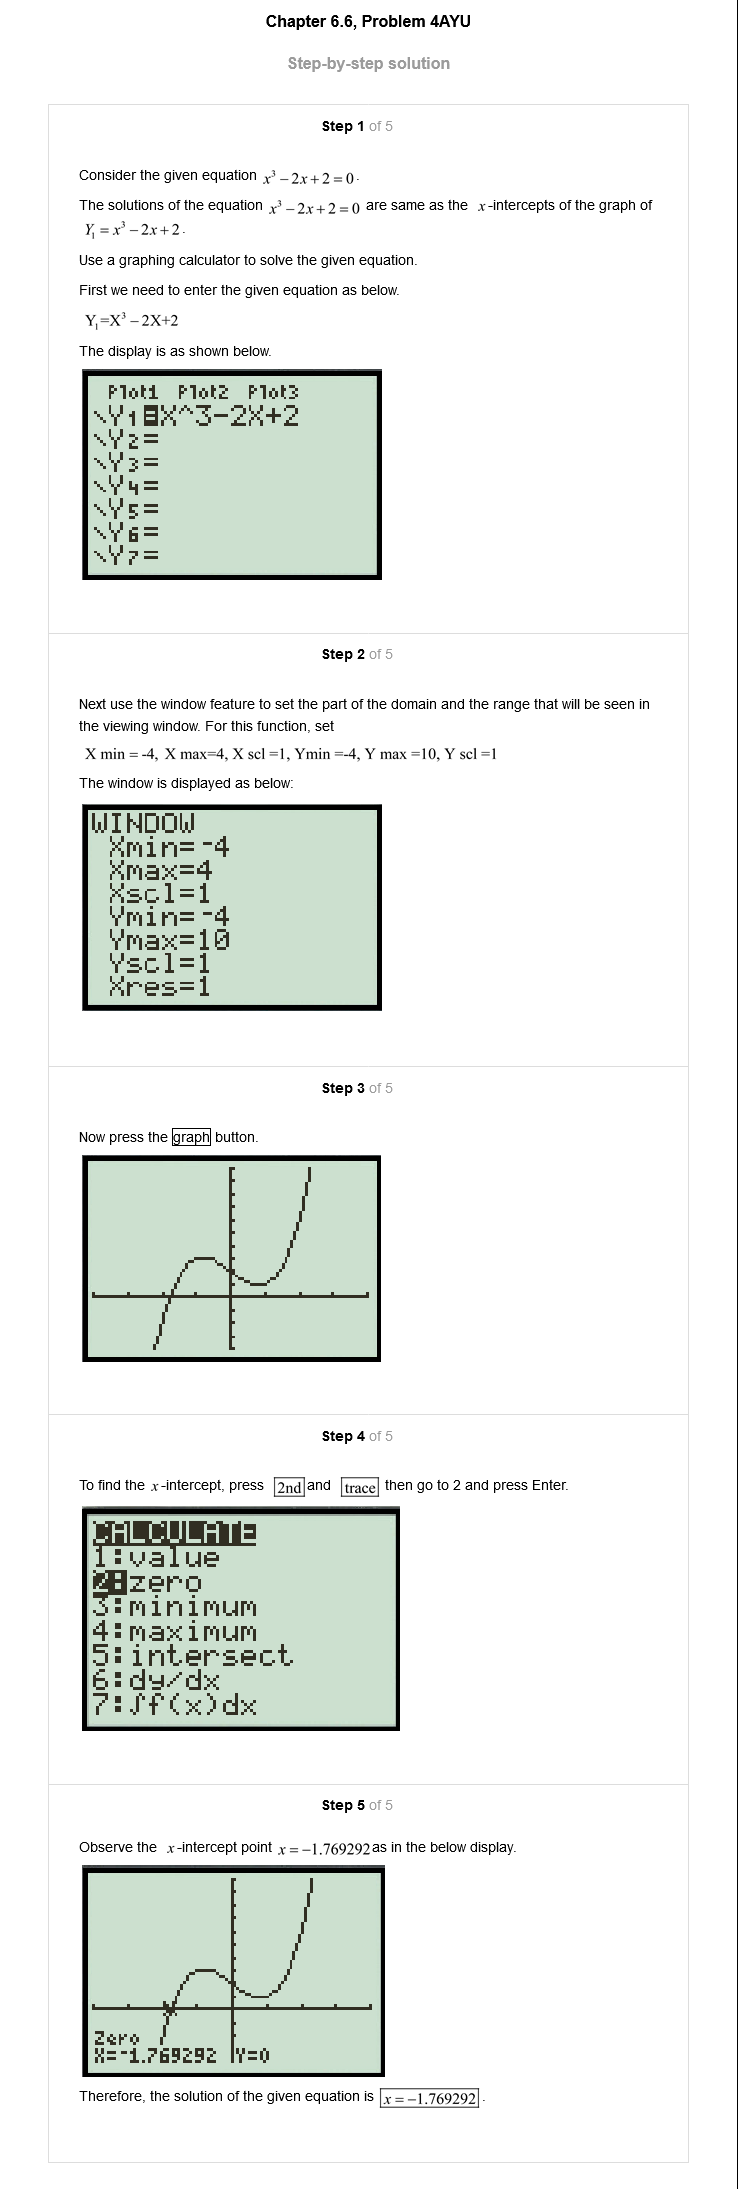 Chapter 6.6, Problem 4AYU
Step-by-step solution
Step 1 of 5
Consider the given equation x³ − 2x + 2 = 0 .
The solutions of the equation x³ − 2x + 2 = 0 are same as the x -intercepts of the graph of
Y₁ = x³ − 2x + 2 .
Use a graphing calculator to solve the given equation.
First we need to enter the given equation as below.
Y₁=X³ − 2X+2
The display is as shown below.
Plot1 Plot2 Plot3
\Y1=X^3-2X+2
\Y2=
\Y3=
\Y4=
\Y5=
\Y6=
\Y7=
Step 2 of 5
Next use the window feature to set the part of the domain and the range that will be seen in
the viewing window. For this function, set
X min = -4, X max=4, X scl =1, Ymin =-4, Y max =10, Y scl =1
The window is displayed as below:
WINDOW
Xmin=-4
Xmax=4
Xscl=1
Ymin=-4
Ymax=10
Yscl=1
Xres=1
Step 3 of 5
Now press the graph button.
Step 4 of 5
To find the x -intercept, press 2nd and trace then go to 2 and press Enter.
CALCULATE
1:value
2:zero
3:minimum
4:maximum
5:intersect
6:dy/dx
7:∫f(x)dx
Step 5 of 5
Observe the x -intercept point x = −1.769292 as in the below display.
Zero
X=-1.769292 Y=0
Therefore, the solution of the given equation is x = −1.769292 .